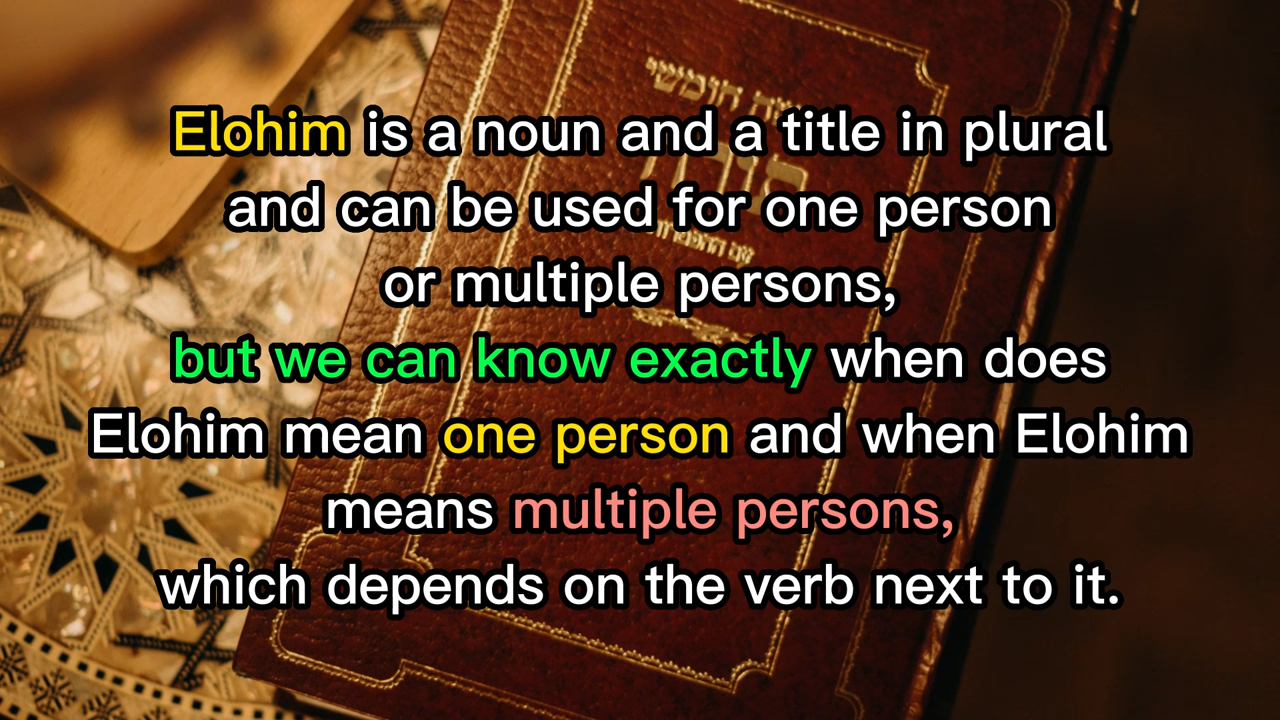 Elohim is a noun and a title in plural
and can be used for one person
or multiple persons,
but we can know exactly when does
Elohim mean one person and when Elohim
means multiple persons,
which depends on the verb next to it.
חומשי